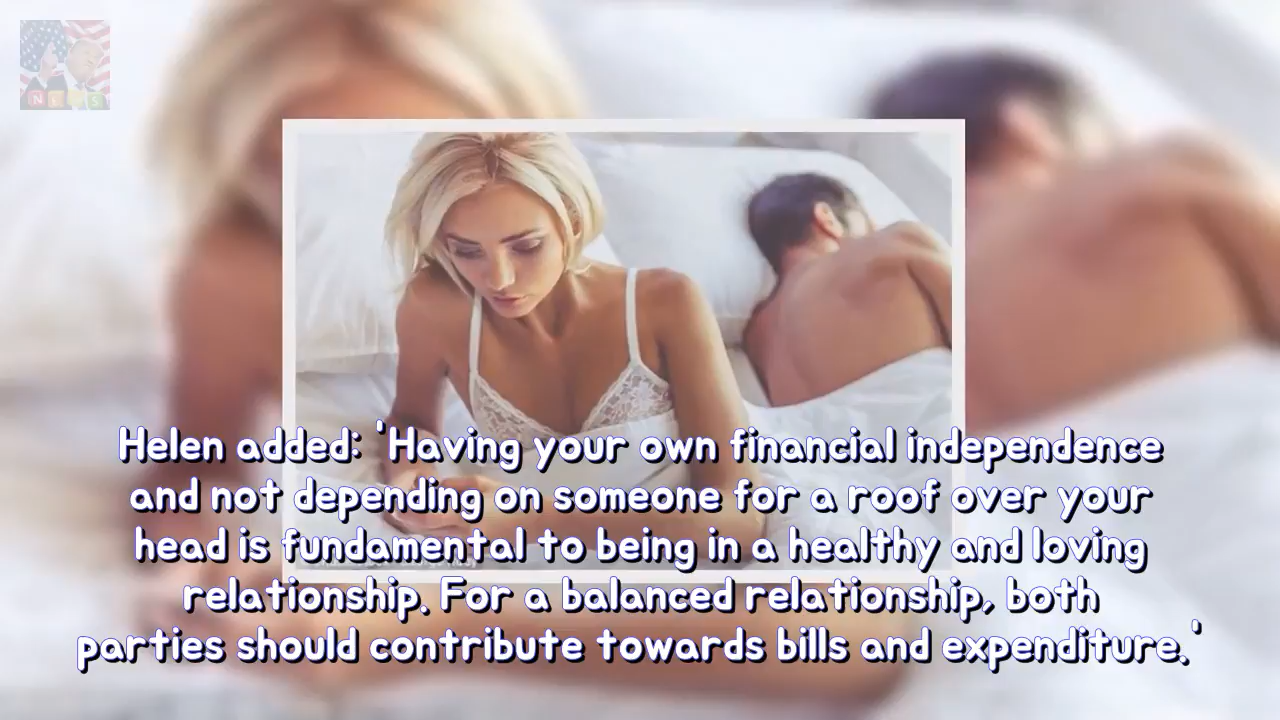 NEWS
Helen added: 'Having your own financial independence
and not depending on someone for a roof over your
head is fundamental to being in a healthy and loving
relationship. For a balanced relationship, both
parties should contribute towards bills and expenditure.'